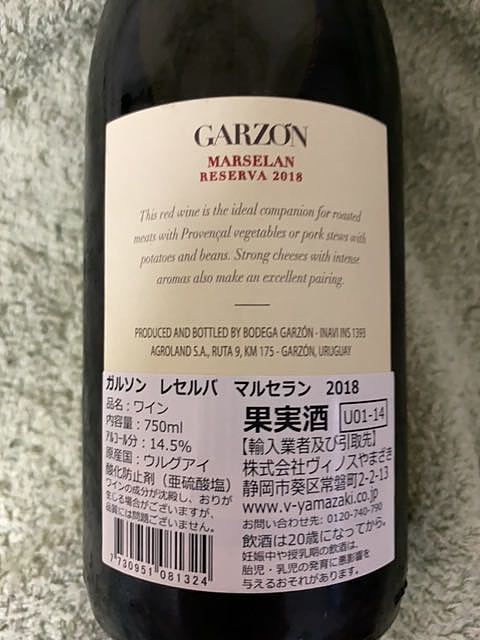 GARZÓN
MARSELAN
RESERVA 2018
This red wine is the ideal companion for roasted
meats with Provençal vegetables or pork stews with
potatoes and beans. Strong cheeses with intense
aromas also make an excellent pairing.
PRODUCED AND BOTTLED BY BODEGA GARZÓN - INAVI INS 1393
AGROLAND S.A., RUTA 9, KM 175 - GARZÓN, URUGUAY
ガルソン レセルバ マルセラン 2018
品名：ワイン
内容量：750ml
アルコール分：14.5%
原産国：ウルグアイ
酸化防止剤（亜硫酸塩）
ワインの成分が沈殿し、おりが
生じる場合がございますが、
品質には問題ございません。
7 730951 081324
果実酒 U01-14
【輸入業者及び引取先】
株式会社ヴィノスやまざき
静岡市葵区常磐町2-2-13
www.v-yamazaki.co.jp
お問い合わせ先：0120-740-790
飲酒は20歳になってから。
妊娠中や授乳期の飲酒は、
胎児・乳児の発育に悪影響を
与えるおそれがあります。